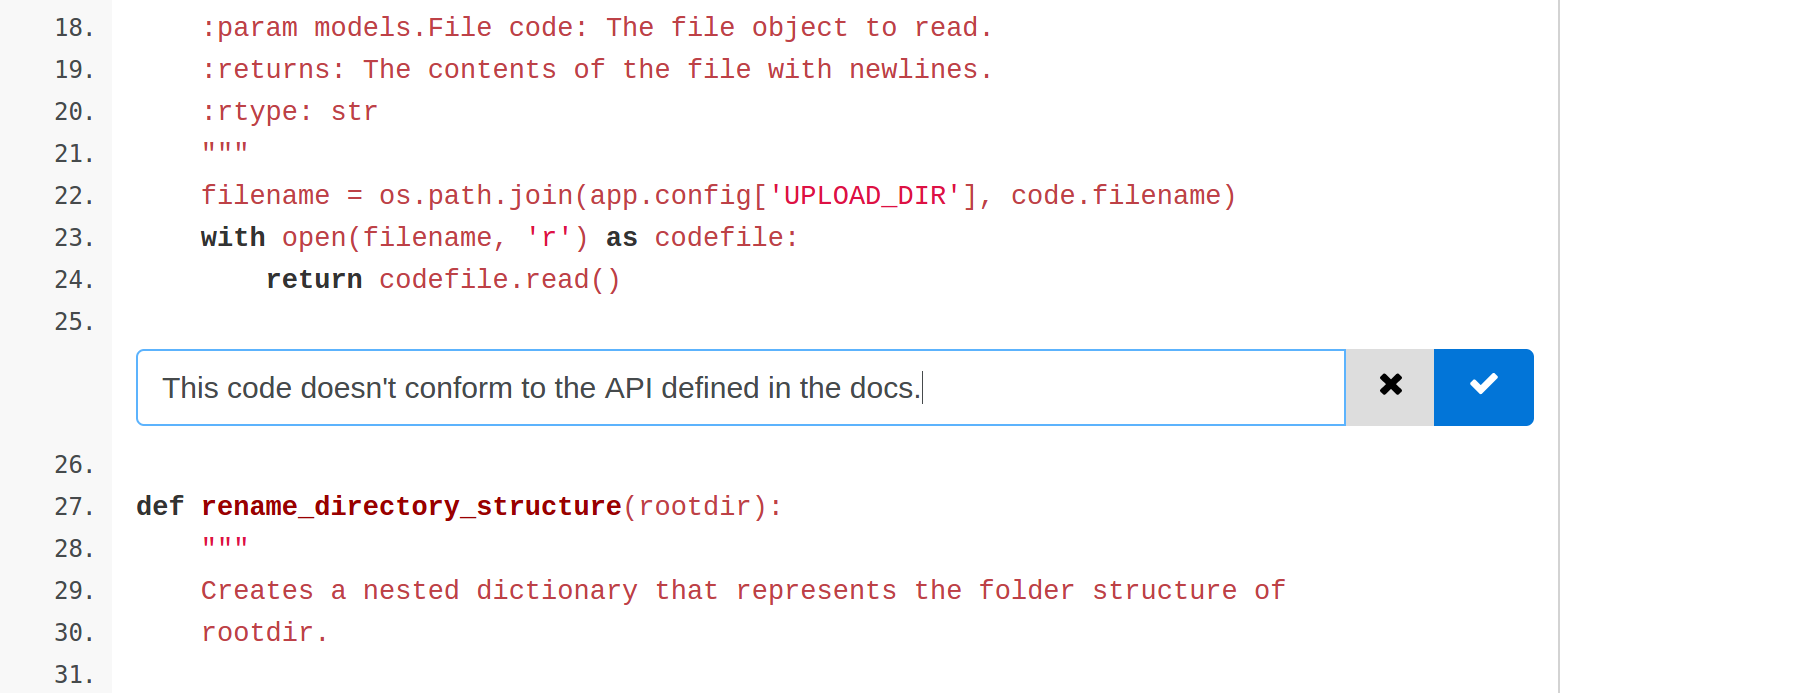 18. :param models.File code: The file object to read.
19. :returns: The contents of the file with newlines.
20. :rtype: str
21. """
22. filename = os.path.join(app.config['UPLOAD_DIR'], code.filename)
23. with open(filename, 'r') as codefile:
24. return codefile.read()
25.
This code doesn't conform to the API defined in the docs.
26.
27. def rename_directory_structure(rootdir):
28. """
29. Creates a nested dictionary that represents the folder structure of
30. rootdir.
31.